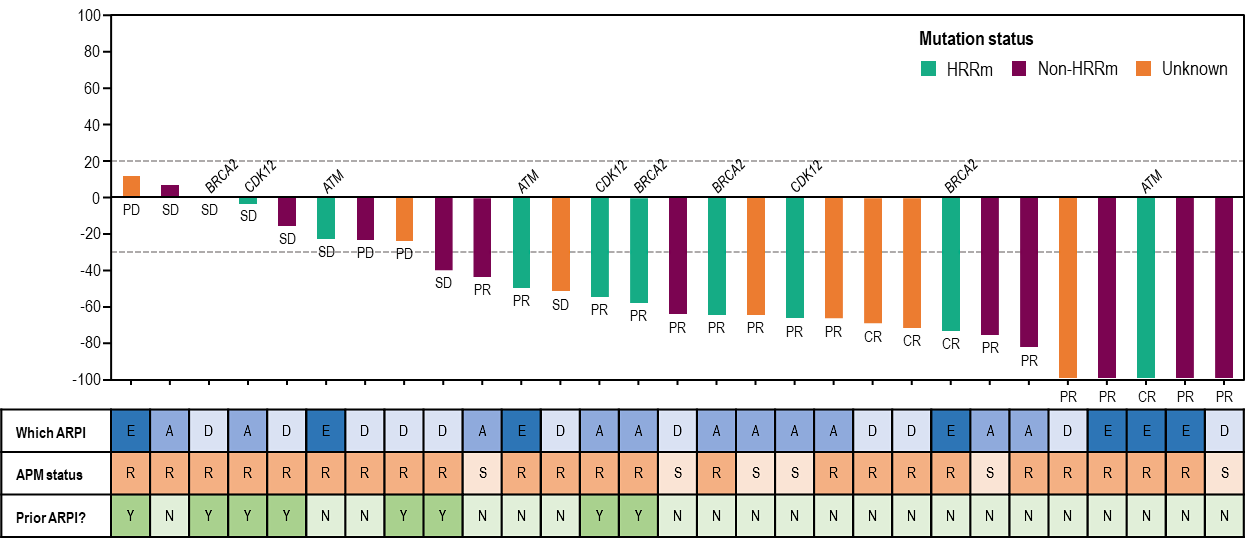 100
80
60
40
20
0
-20
-40
-60
-80
-100
Mutation status
HRRm Non-HRRm Unknown
BRCA2 CDK12 ATM ATM CDK12 BRCA2 BRCA2 CDK12 BRCA2 ATM
PD SD SD SD SD SD PD PD SD PR PR SD PR PR PR PR PR PR PR CR CR CR PR PR PR PR CR PR PR
Which ARPI E A D A D E D D D A E D A A D A A A A D D E A A D E E E D
APM status R R R R R R R R R S R R R R S R S S R R R R S R R R R R S
Prior ARPI? Y N Y Y Y N N Y Y N N N Y Y N N N N N N N N N N N N N N N